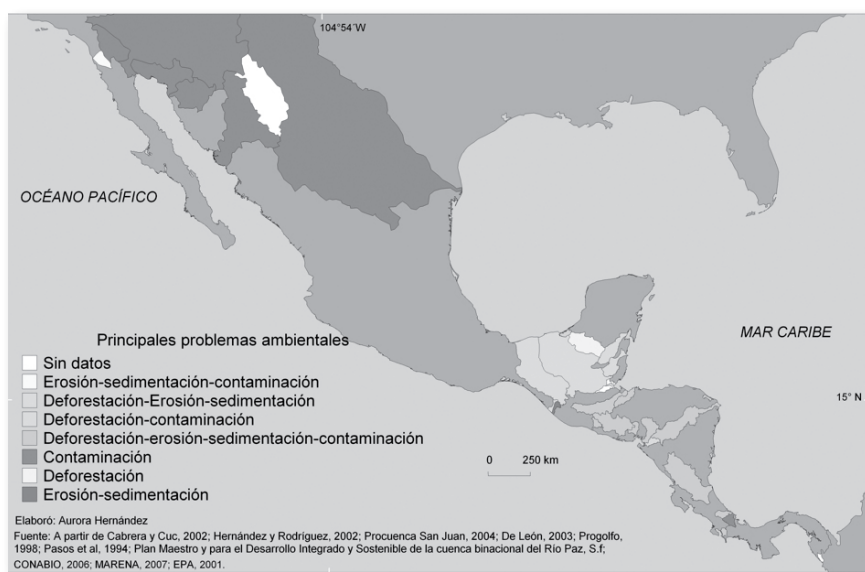 104°54´W
OCÉANO PACÍFICO
MAR CARIBE
Principales problemas ambientales
Sin datos
Erosión-sedimentación-contaminación
Deforestación-Erosión-sedimentación
Deforestación-contaminación
Deforestación-erosión-sedimentación-contaminación
Contaminación
Deforestación
Erosión-sedimentación
15° N
0 250 km
Elaboró: Aurora Hernández
Fuente: A partir de Cabrera y Cuc, 2002; Hernández y Rodríguez, 2002; Procuenca San Juan, 2004; De León, 2003; Progolfo,
1998; Pasos et al, 1994; Plan Maestro y para el Desarrollo Integrado y Sostenible de la cuenca binacional del Río Paz, S.f;
CONABIO, 2006; MARENA, 2007; EPA, 2001.